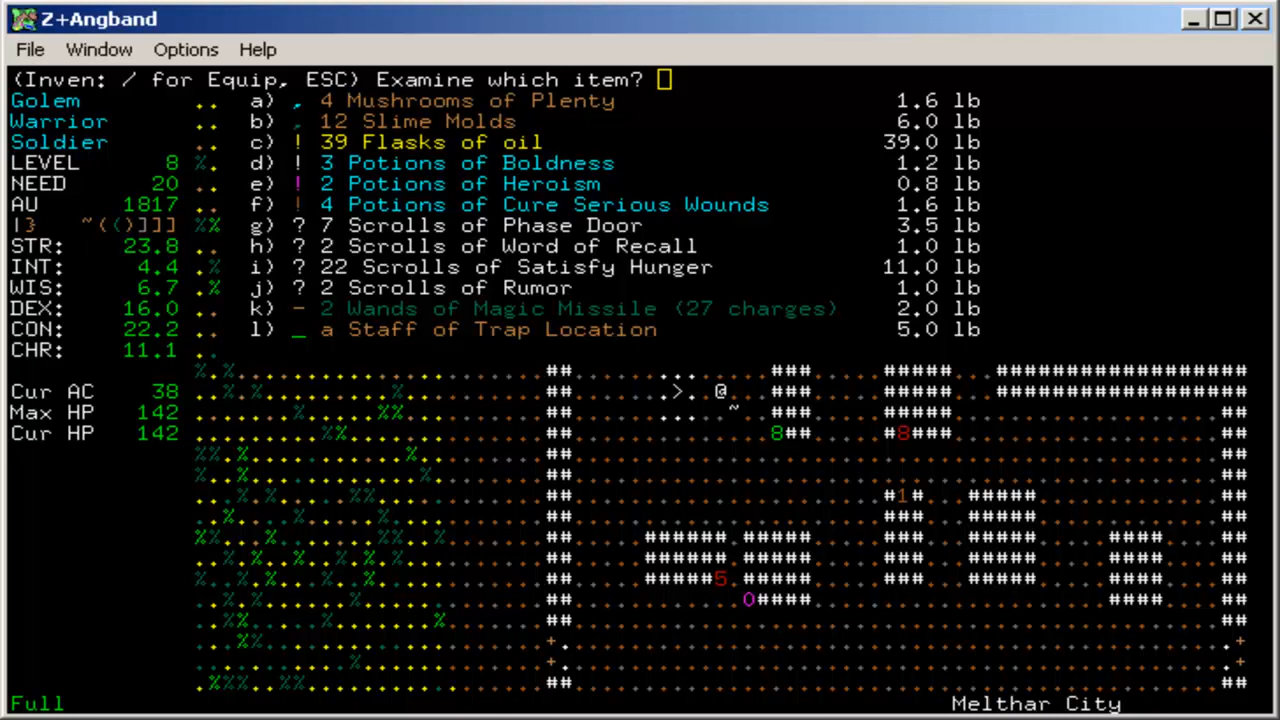 Z+Angband
File Window Options Help
(Inven: / for Equip, ESC) Examine which item?
Golem a) , 4 Mushrooms of Plenty 1.6 lb
Warrior b) , 12 Slime Molds 6.0 lb
Soldier c) ! 39 Flasks of oil 39.0 lb
LEVEL 8 d) ! 3 Potions of Boldness 1.2 lb
NEED 20 e) ! 2 Potions of Heroism 0.8 lb
AU 1817 f) ! 4 Potions of Cure Serious Wounds 1.6 lb
|} ~(()]]] g) ? 7 Scrolls of Phase Door 3.5 lb
STR: 23.8 h) ? 2 Scrolls of Word of Recall 1.0 lb
INT: 4.4 i) ? 22 Scrolls of Satisfy Hunger 11.0 lb
WIS: 6.7 j) ? 2 Scrolls of Rumor 1.0 lb
DEX: 16.0 k) - 2 Wands of Magic Missile (27 charges) 2.0 lb
CON: 22.2 l) _ a Staff of Trap Location 5.0 lb
CHR: 11.1
Cur AC 38
Max HP 142
Cur HP 142
Full Melthar City